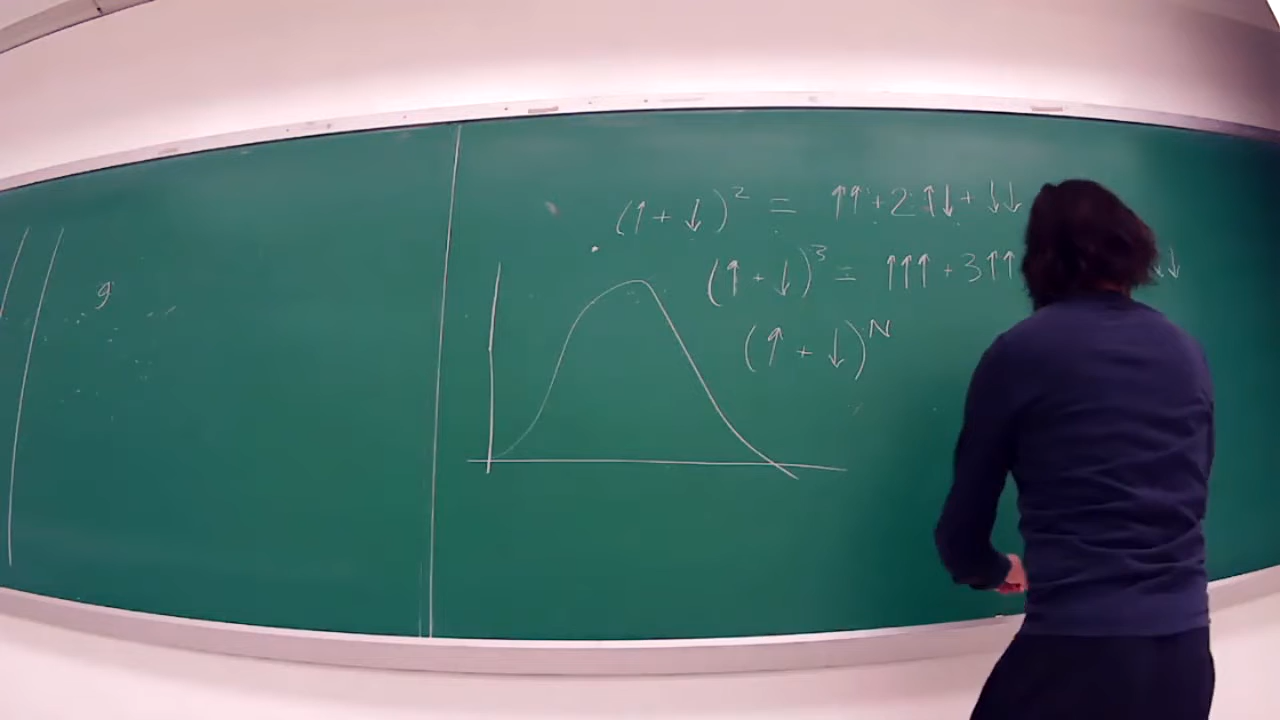 g
(↑ + ↓)² = ↑↑ + 2↑↓ + ↓↓
(↑ + ↓)³ = ↑↑↑ + 3↑↑
(↑ + ↓)ᴺ